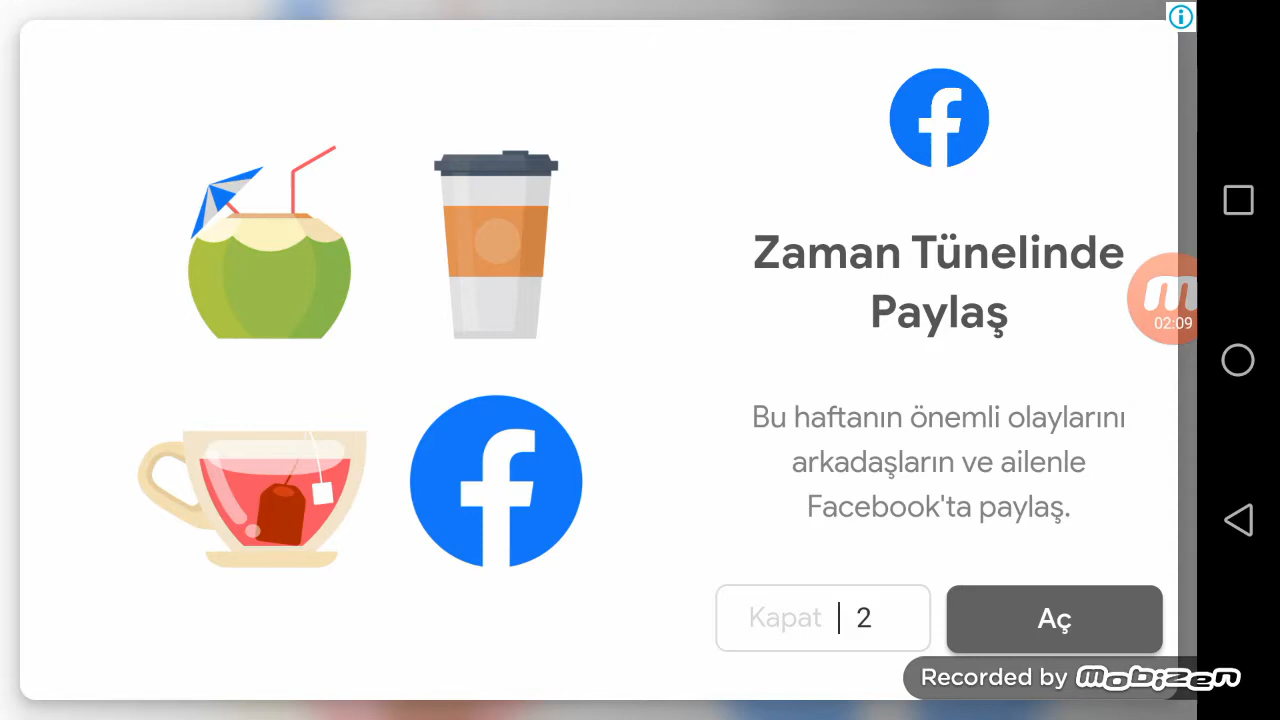 Zaman Tünelinde
Paylaş
02:09
Bu haftanın önemli olaylarını
arkadaşların ve ailenle
Facebook'ta paylaş.
Kapat | 2
Aç
Recorded by mobizen